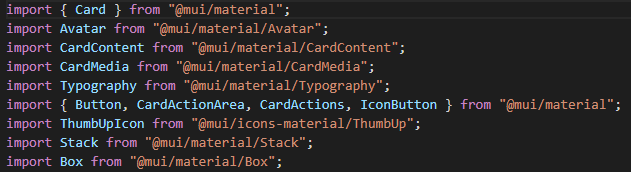 import { Card } from "@mui/material";
import Avatar from "@mui/material/Avatar";
import CardContent from "@mui/material/CardContent";
import CardMedia from "@mui/material/CardMedia";
import Typography from "@mui/material/Typography";
import { Button, CardActionArea, CardActions, IconButton } from "@mui/material";
import ThumbUpIcon from "@mui/icons-material/ThumbUp";
import Stack from "@mui/material/Stack";
import Box from "@mui/material/Box";